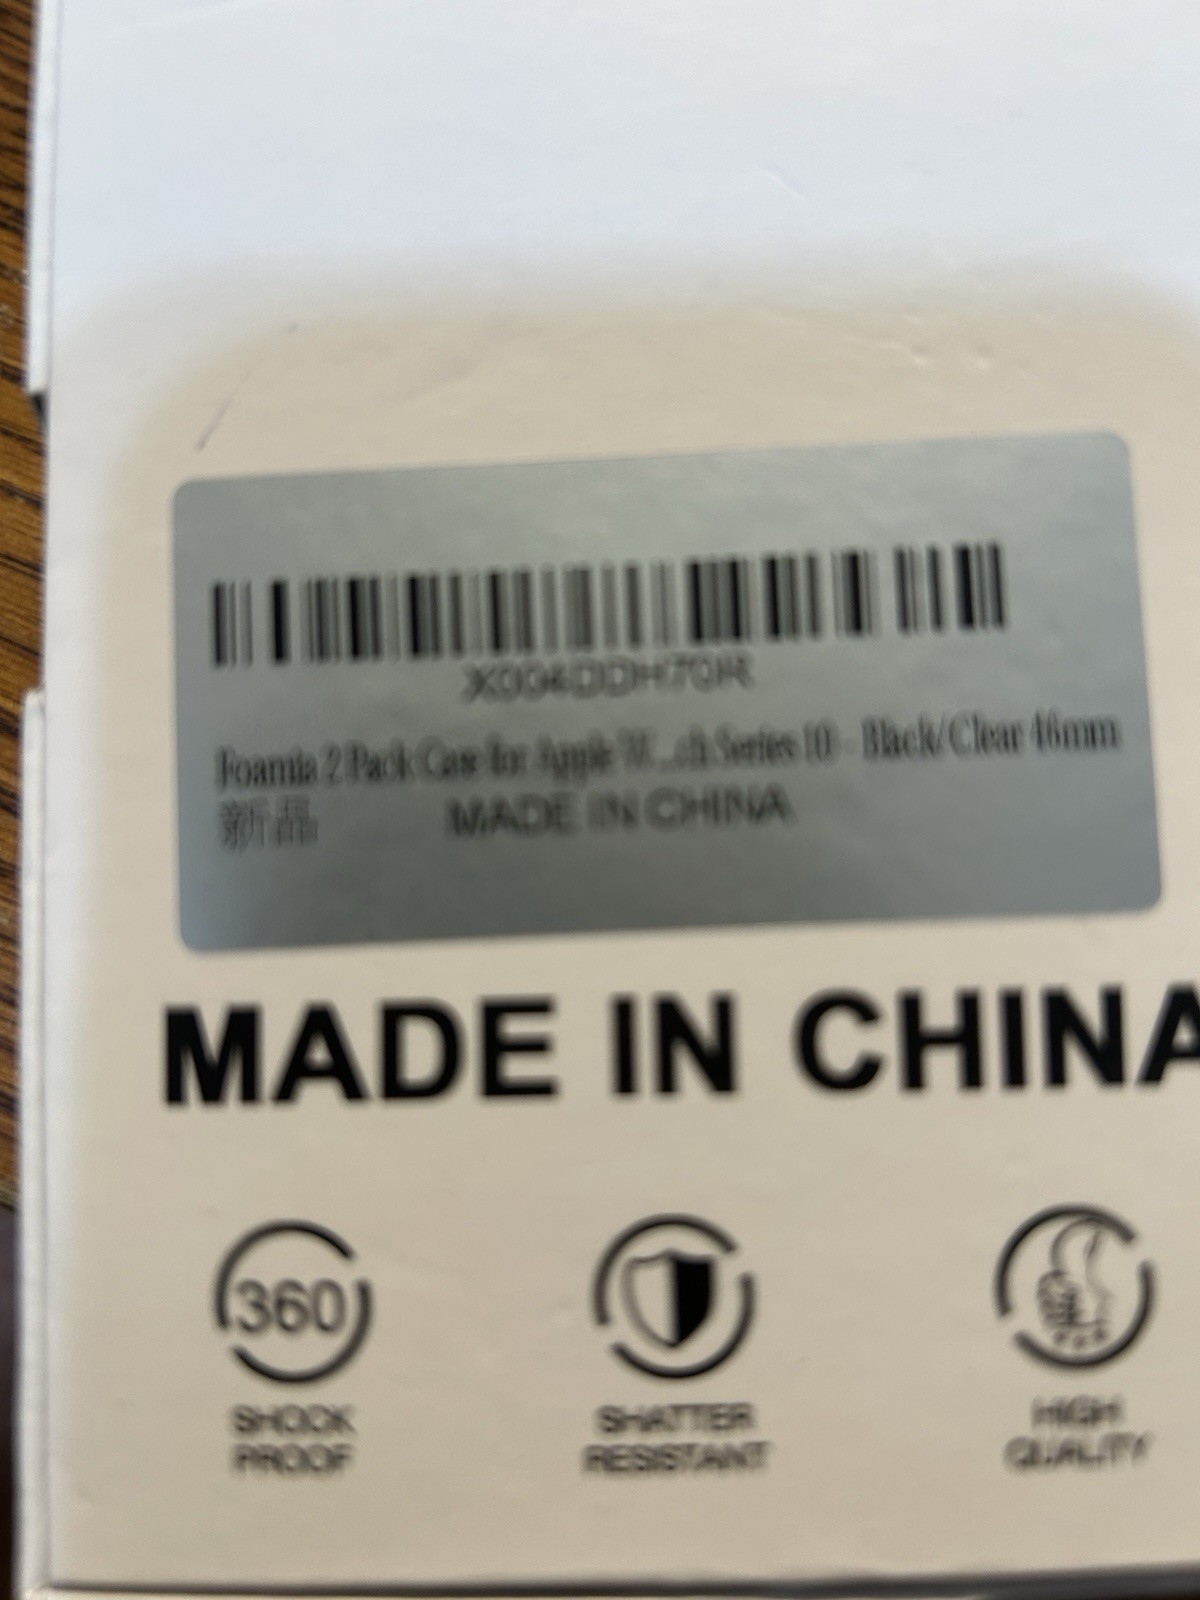 X004DDH70R
Foamia 2 Pack Case for Apple W...ch Series 10 - Black/Clear 46mm
新品 MADE IN CHINA
MADE IN CHINA
360
SHOCK PROOF
SHATTER RESISTANT
HIGH QUALITY